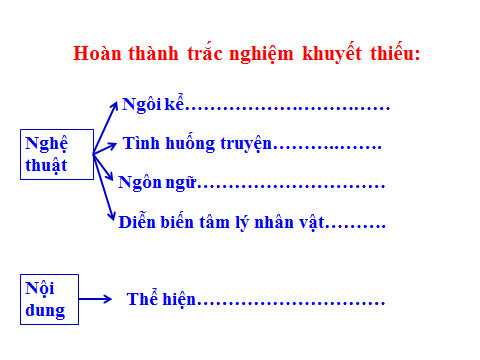 Hoàn thành trắc nghiệm khuyết thiếu:
Ngôi kể…………………………….
Nghệ thuật
Tình huống truyện………..…….
Ngôn ngữ…………………………
Diễn biến tâm lý nhân vật……….
Nội dung
Thể hiện…………………………